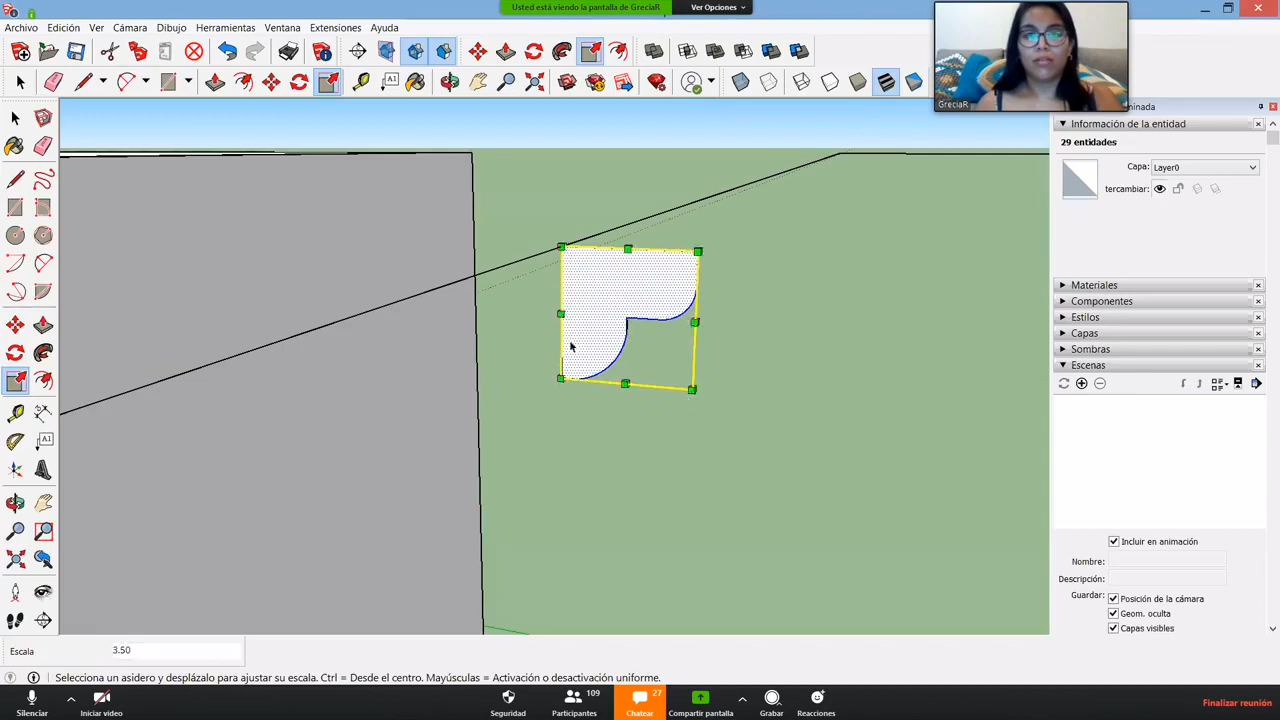 Usted está viendo la pantalla de GreciaR
Ver Opciones
Archivo Edición Ver Cámara Dibujo Herramientas Ventana Extensiones Ayuda
GreciaR
minada
Información de la entidad
29 entidades
Capa: Layer0
tercambiar:
Materiales
Componentes
Estilos
Capas
Sombras
Escenas
Incluir en animación
Nombre:
Descripción:
Guardar: Posición de la cámara
Geom. oculta
Capas visibles
Escala 3.50
Selecciona un asidero y desplázalo para ajustar su escala. Ctrl = Desde el centro. Mayúsculas = Activación o desactivación uniforme.
109
27
Silenciar Iniciar video Seguridad Participantes Chatear Compartir pantalla Grabar Reacciones Finalizar reunión